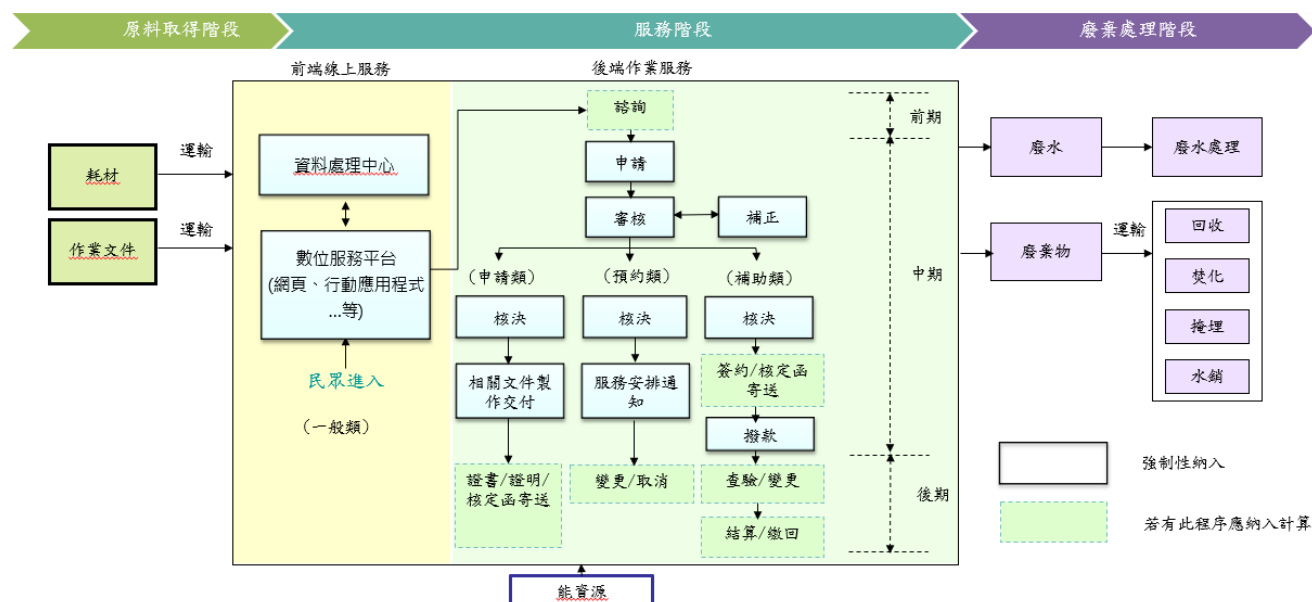 原料取得階段
服務階段
廢棄處理階段
前端線上服務
後端作業服務
耗材
運輸
作業文件
運輸
資料處理中心
數位服務平台
(網頁、行動應用程式
...等)
民眾進入
(一般類)
諮詢
申請
審核
補正
(申請類)
(預約類)
(補助類)
核決
核決
核決
相關文件製
作交付
服務安排通
知
簽約/核定函
寄送
撥款
證書/證明/
核定函寄送
變更/取消
查驗/變更
結算/繳回
前期
中期
後期
能資源
廢水
廢水處理
廢棄物
運輸
回收
焚化
掩埋
水銷
強制性納入
若有此程序應納入計算